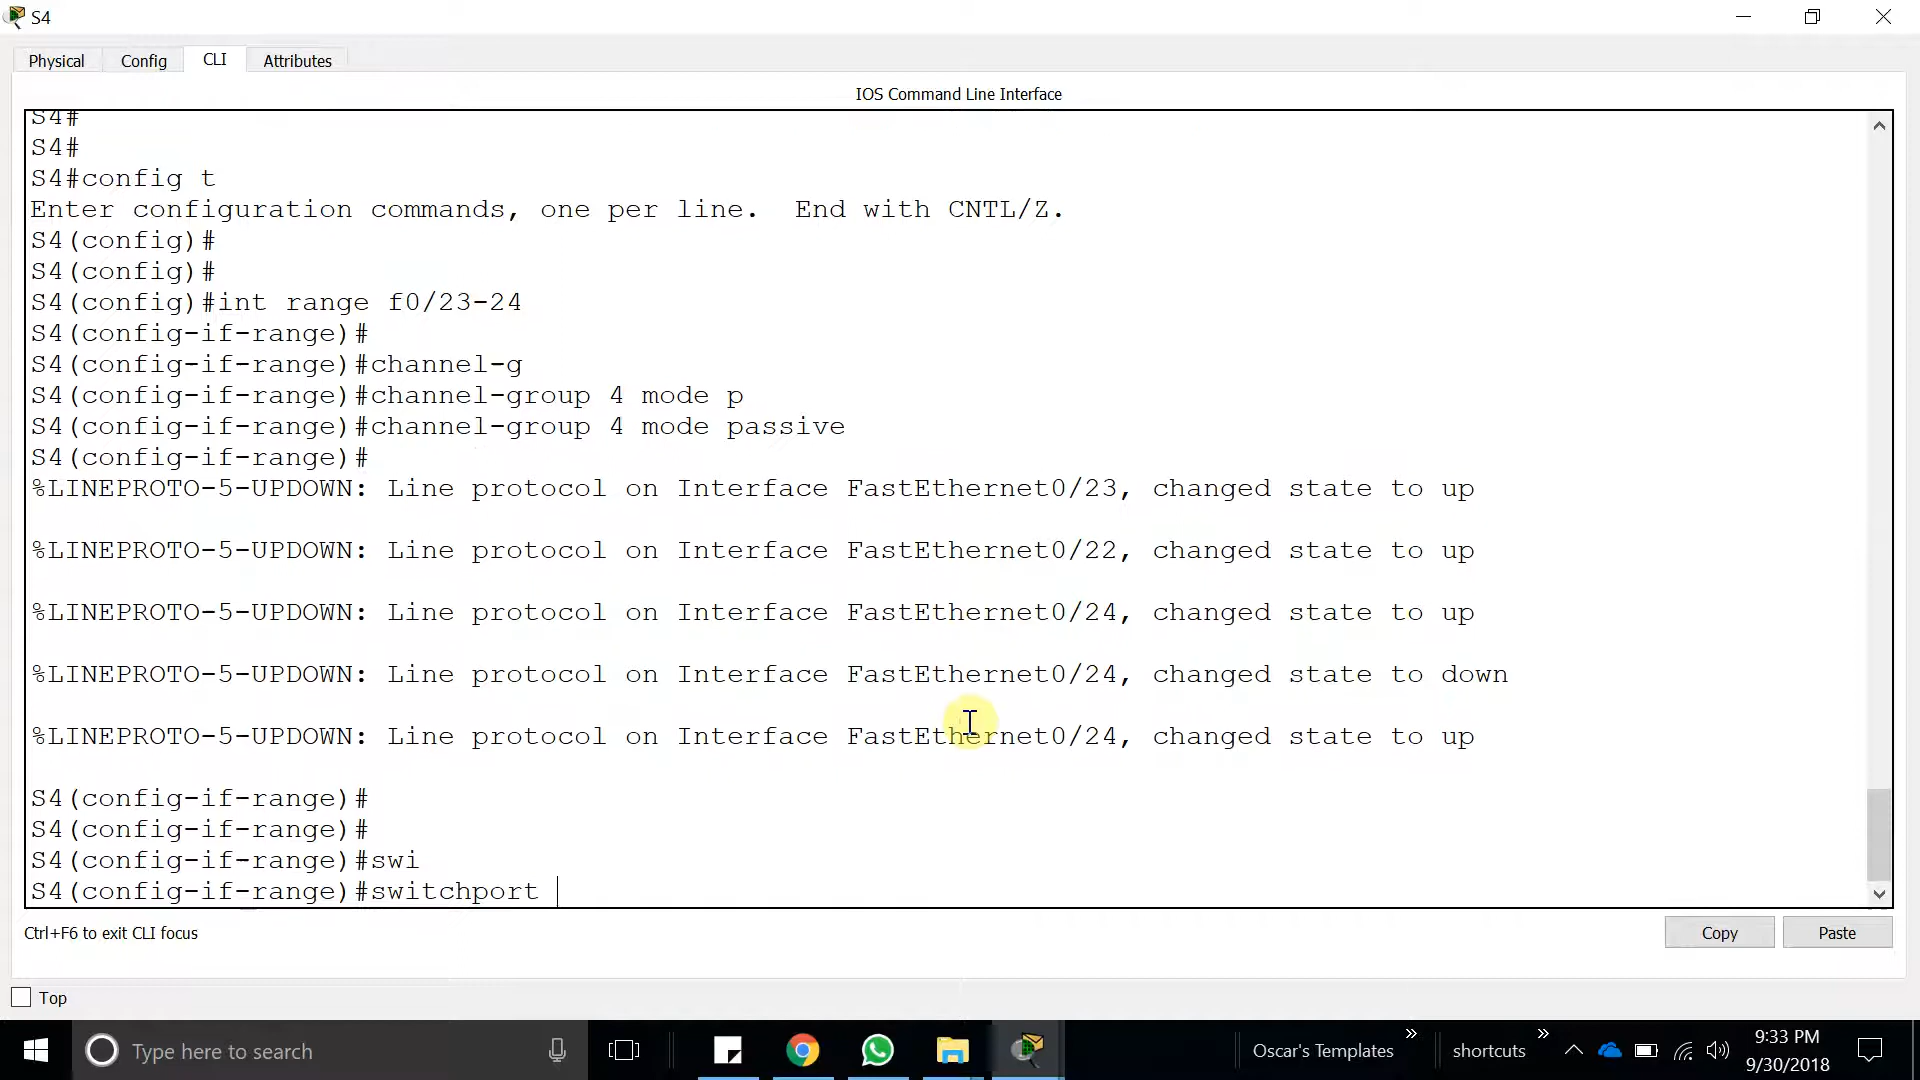 S4
Physical Config CLI Attributes
IOS Command Line Interface
S4#
S4#
S4#config t
Enter configuration commands, one per line.  End with CNTL/Z.
S4(config)#
S4(config)#
S4(config)#int range f0/23-24
S4(config-if-range)#
S4(config-if-range)#channel-g
S4(config-if-range)#channel-group 4 mode p
S4(config-if-range)#channel-group 4 mode passive
S4(config-if-range)#
%LINEPROTO-5-UPDOWN: Line protocol on Interface FastEthernet0/23, changed state to up
%LINEPROTO-5-UPDOWN: Line protocol on Interface FastEthernet0/22, changed state to up
%LINEPROTO-5-UPDOWN: Line protocol on Interface FastEthernet0/24, changed state to up
%LINEPROTO-5-UPDOWN: Line protocol on Interface FastEthernet0/24, changed state to down
%LINEPROTO-5-UPDOWN: Line protocol on Interface FastEthernet0/24, changed state to up
S4(config-if-range)#
S4(config-if-range)#
S4(config-if-range)#swi
S4(config-if-range)#switchport
Ctrl+F6 to exit CLI focus
Copy Paste
Top
Type here to search
Oscar's Templates
shortcuts
9:33 PM
9/30/2018